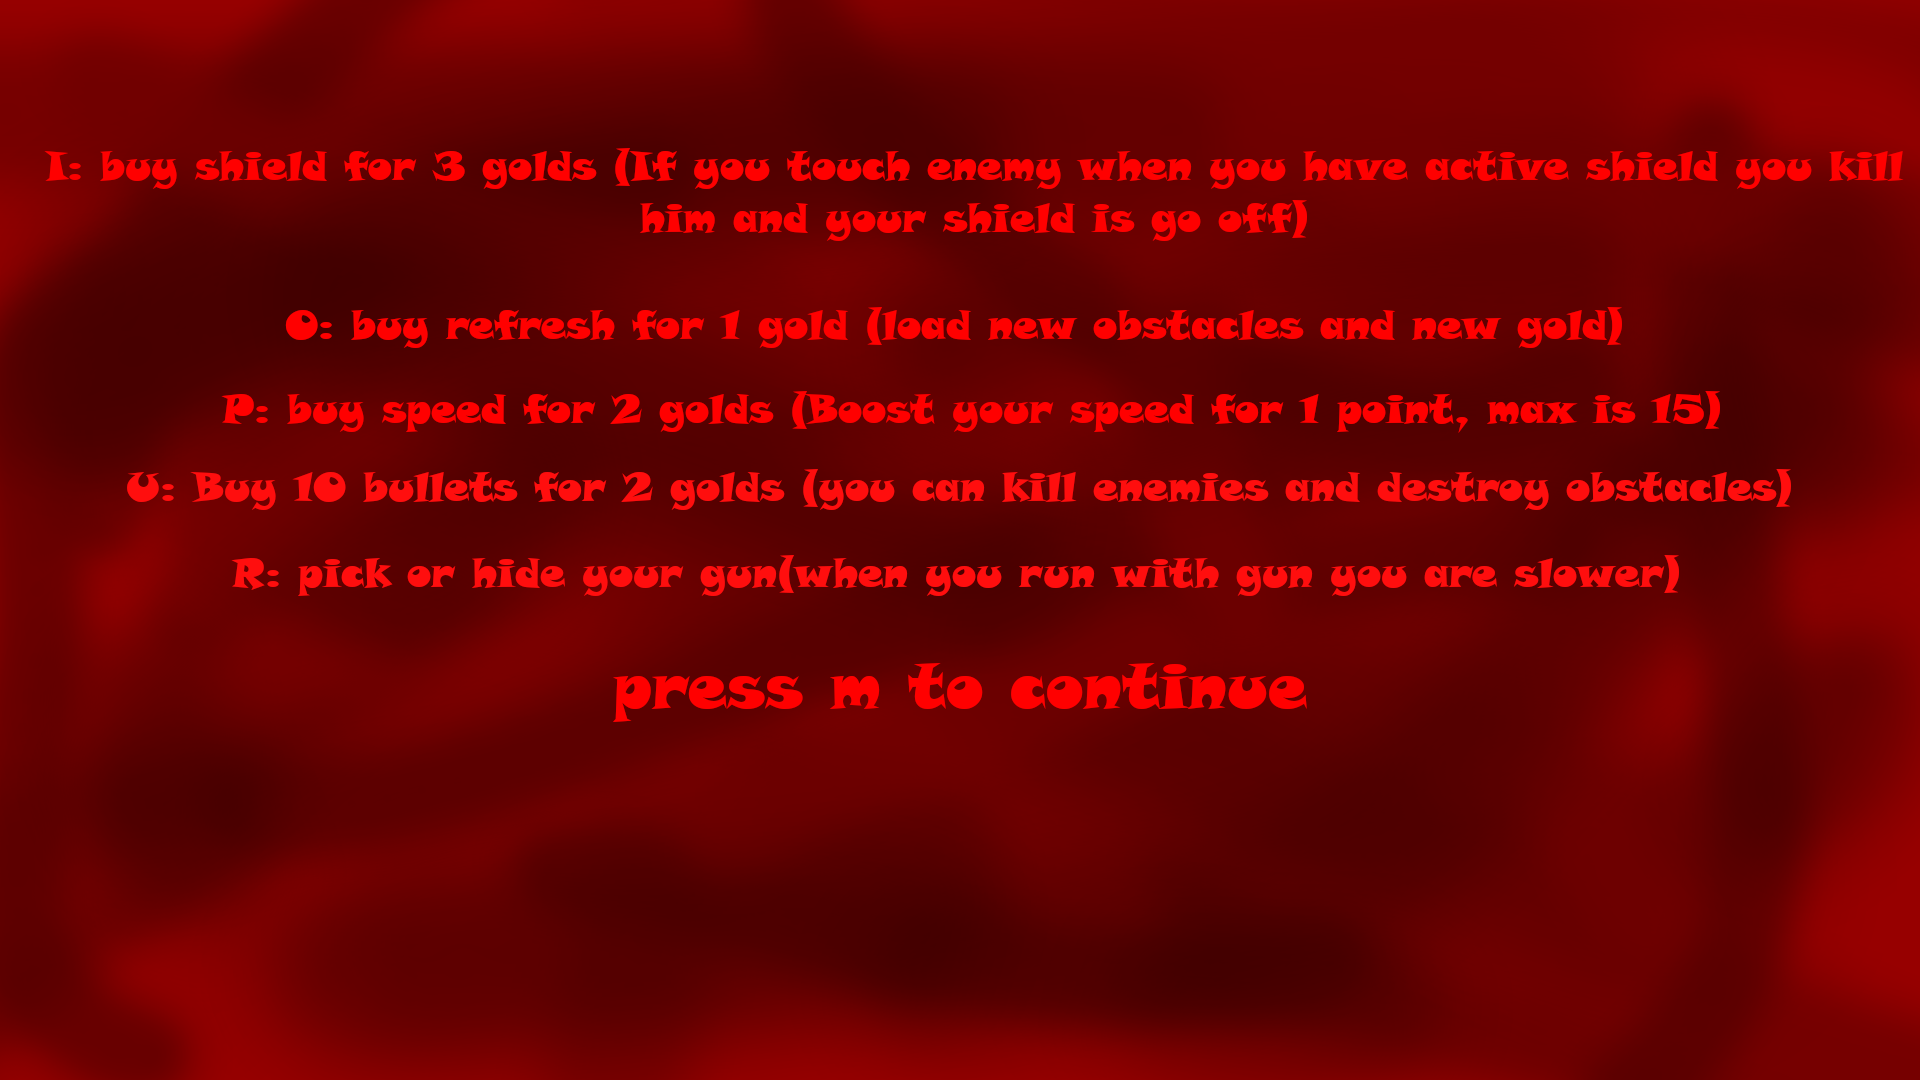 I: buy shield for 3 golds (If you touch enemy when you have active shield you kill
him and your shield is go off)
O: buy refresh for 1 gold (load new obstacles and new gold)
P: buy speed for 2 golds (Boost your speed for 1 point, max is 15)
U: Buy 10 bullets for 2 golds (you can kill enemies and destroy obstacles)
R: pick or hide your gun(when you run with gun you are slower)
press m to continue